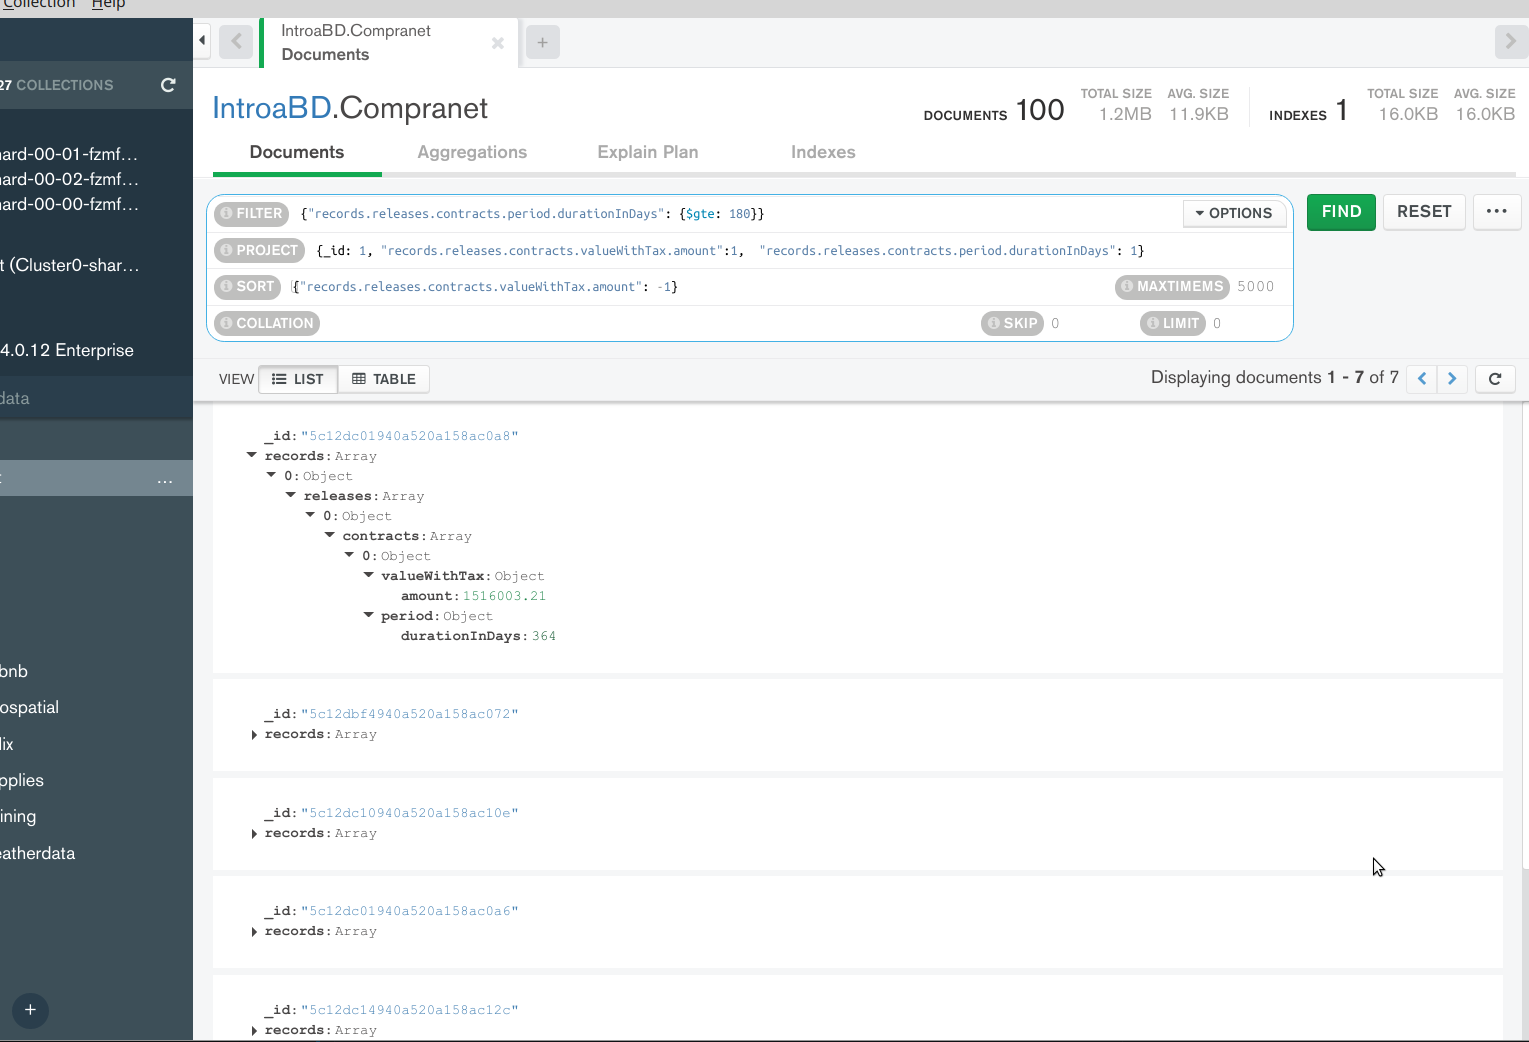 Collection Help
IntroaBD.Compranet
Documents
27 COLLECTIONS
IntroaBD.Compranet
DOCUMENTS 100
TOTAL SIZE 1.2MB
AVG. SIZE 11.9KB
INDEXES 1
TOTAL SIZE 16.0KB
AVG. SIZE 16.0KB
Documents Aggregations Explain Plan Indexes
ard-00-01-fzmf...
ard-00-02-fzmf...
ard-00-00-fzmf...
t (Cluster0-shar...
4.0.12 Enterprise
data
...
bnb
ospatial
lix
pplies
ining
eatherdata
+
FILTER {"records.releases.contracts.period.durationInDays": {$gte: 180}}
OPTIONS FIND RESET ...
PROJECT {_id: 1, "records.releases.contracts.valueWithTax.amount":1, "records.releases.contracts.period.durationInDays": 1}
SORT {"records.releases.contracts.valueWithTax.amount": -1}
MAXTIMEMS 5000
COLLATION SKIP 0 LIMIT 0
VIEW LIST TABLE
Displaying documents 1 - 7 of 7
_id: "5c12dc01940a520a158ac0a8"
records: Array
0: Object
releases: Array
0: Object
contracts: Array
0: Object
valueWithTax: Object
amount: 1516003.21
period: Object
durationInDays: 364
_id: "5c12dbf4940a520a158ac072"
records: Array
_id: "5c12dc10940a520a158ac10e"
records: Array
_id: "5c12dc01940a520a158ac0a6"
records: Array
_id: "5c12dc14940a520a158ac12c"
records: Array